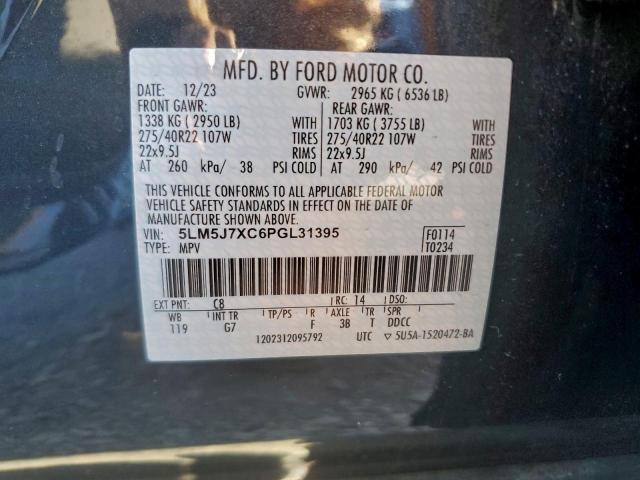 MFD. BY FORD MOTOR CO.
DATE: 12/23 GVWR: 2965 KG ( 6536 LB)
FRONT GAWR: REAR GAWR:
1338 KG ( 2950 LB) WITH 1703 KG ( 3755 LB) WITH
275/40R22 107W TIRES 275/40R22 107W TIRES
22x9.5J RIMS 22x9.5J RIMS
AT 260 kPa/ 38 PSI COLD AT 290 kPa/ 42 PSI COLD
THIS VEHICLE CONFORMS TO ALL APPLICABLE FEDERAL MOTOR
VEHICLE SAFETY STANDARDS IN EFFECT ON THE DATE OF
MANUFACTURE SHOWN ABOVE.
VIN: 5LM5J7XC6PGL31395 F0114
TYPE: MPV T0234
EXT PNT: C8 RC: 14 DSO:
WB INT TR TP/PS R AXLE TR SPR
119 G7 F 3B T DDCC
1202312095792 UTC ▽ 5U5A-1520472-BA